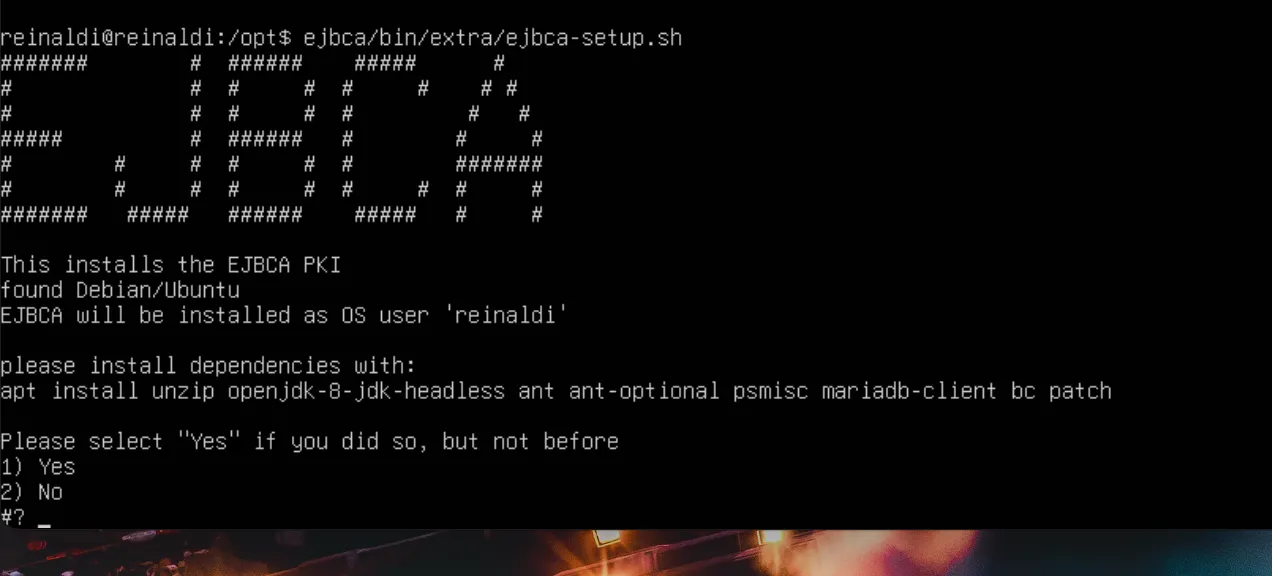 reinaldi@reinaldi:/opt$ ejbca/bin/extra/ejbca-setup.sh
#######        #  ######    #####      #
#              #  #     #  #     #    # #
#              #  #     #  #         #   #
#####          #  ######   #        #     #
#        #     #  #     #  #        #######
#        #     #  #     #  #     #  #     #
#######   #####   ######    #####   #     #
This installs the EJBCA PKI
found Debian/Ubuntu
EJBCA will be installed as OS user 'reinaldi'
please install dependencies with:
apt install unzip openjdk-8-jdk-headless ant ant-optional psmisc mariadb-client bc patch
Please select "Yes" if you did so, but not before
1) Yes
2) No
#? _